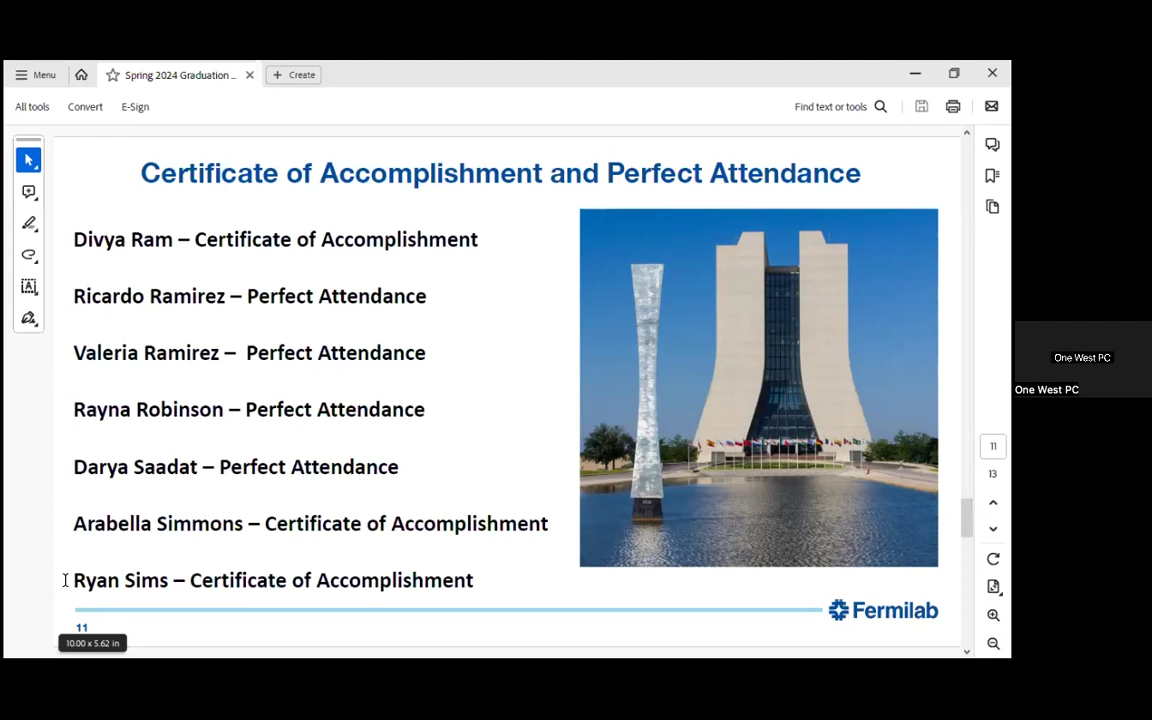 Menu
Spring 2024 Graduation ...
Create
All tools
Convert
E-Sign
Find text or tools
Certificate of Accomplishment and Perfect Attendance
Divya Ram – Certificate of Accomplishment
Ricardo Ramirez – Perfect Attendance
Valeria Ramirez –  Perfect Attendance
Rayna Robinson – Perfect Attendance
Darya Saadat – Perfect Attendance
Arabella Simmons – Certificate of Accomplishment
Ryan Sims – Certificate of Accomplishment
Fermilab
11
10.00 x 5.62 in
11
13
One West PC
One West PC